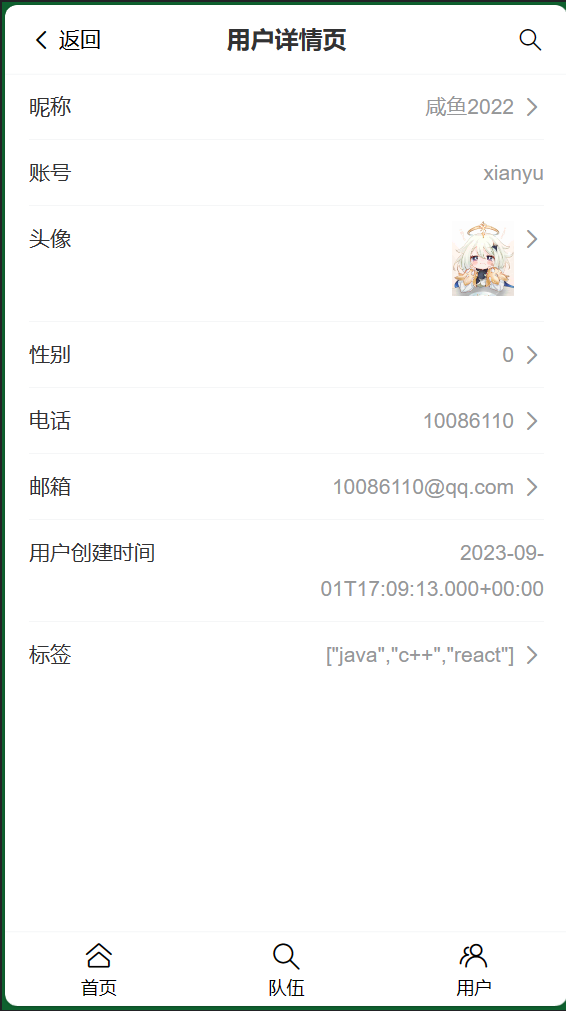 返回
用户详情页
昵称
咸鱼2022
账号
xianyu
头像
性别
0
电话
10086110
邮箱
10086110@qq.com
用户创建时间
2023-09-
01T17:09:13.000+00:00
标签
["java","c++","react"]
首页
队伍
用户